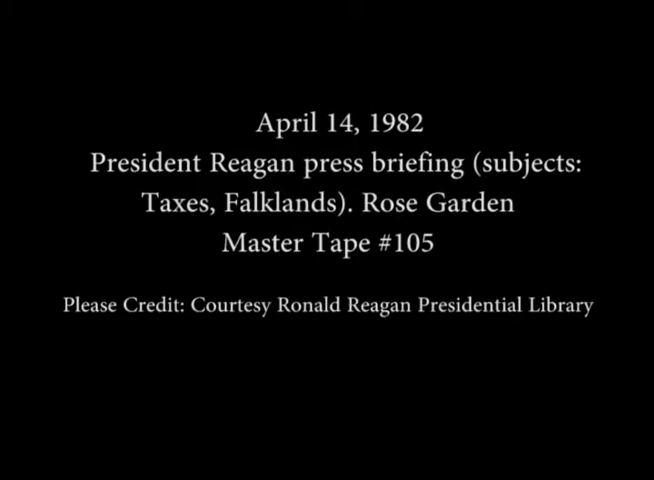 April 14, 1982
President Reagan press briefing (subjects:
Taxes, Falklands). Rose Garden
Master Tape #105
Please Credit: Courtesy Ronald Reagan Presidential Library